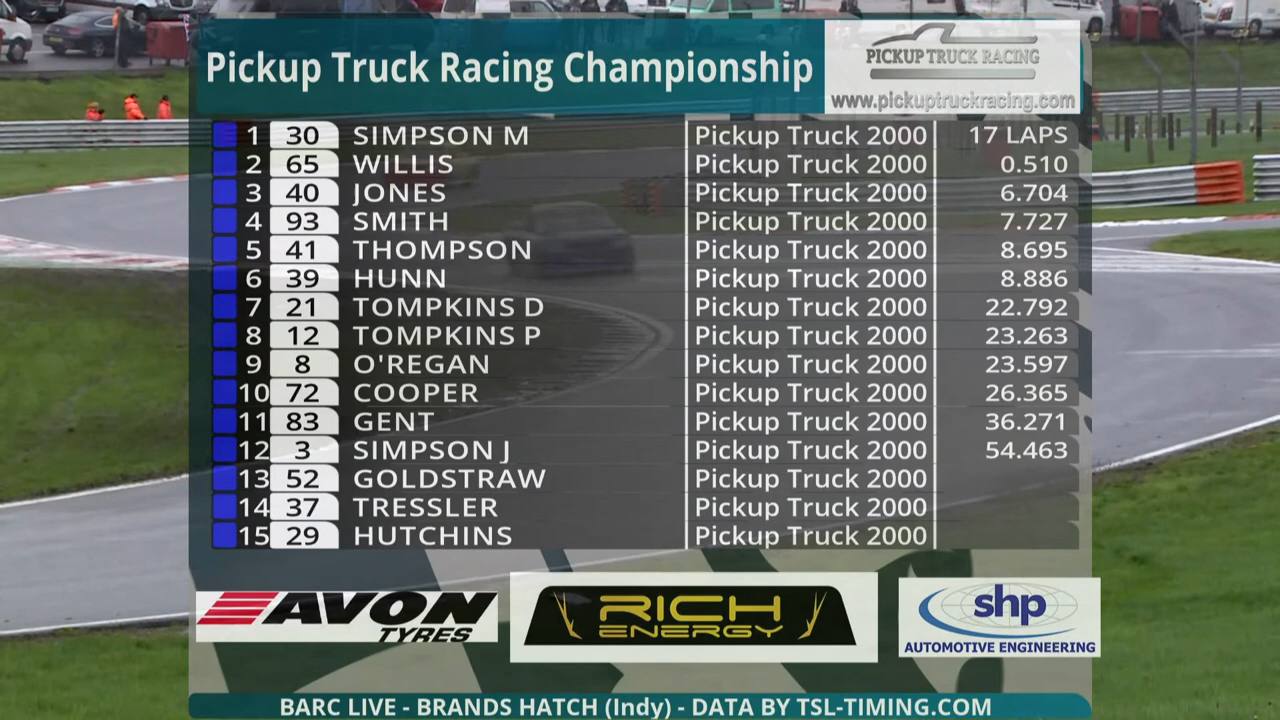 Pickup Truck Racing Championship
PICKUP TRUCK RACING
www.pickuptruckracing.com
1 30 SIMPSON M Pickup Truck 2000 17 LAPS
2 65 WILLIS Pickup Truck 2000 0.510
3 40 JONES Pickup Truck 2000 6.704
4 93 SMITH Pickup Truck 2000 7.727
5 41 THOMPSON Pickup Truck 2000 8.695
6 39 HUNN Pickup Truck 2000 8.886
7 21 TOMPKINS D Pickup Truck 2000 22.792
8 12 TOMPKINS P Pickup Truck 2000 23.263
9 8 O'REGAN Pickup Truck 2000 23.597
10 72 COOPER Pickup Truck 2000 26.365
11 83 GENT Pickup Truck 2000 36.271
12 3 SIMPSON J Pickup Truck 2000 54.463
13 52 GOLDSTRAW Pickup Truck 2000
14 37 TRESSLER Pickup Truck 2000
15 29 HUTCHINS Pickup Truck 2000
AVON TYRES
RICH ENERGY
shp
AUTOMOTIVE ENGINEERING
BARC LIVE - BRANDS HATCH (Indy) - DATA BY TSL-TIMING.COM